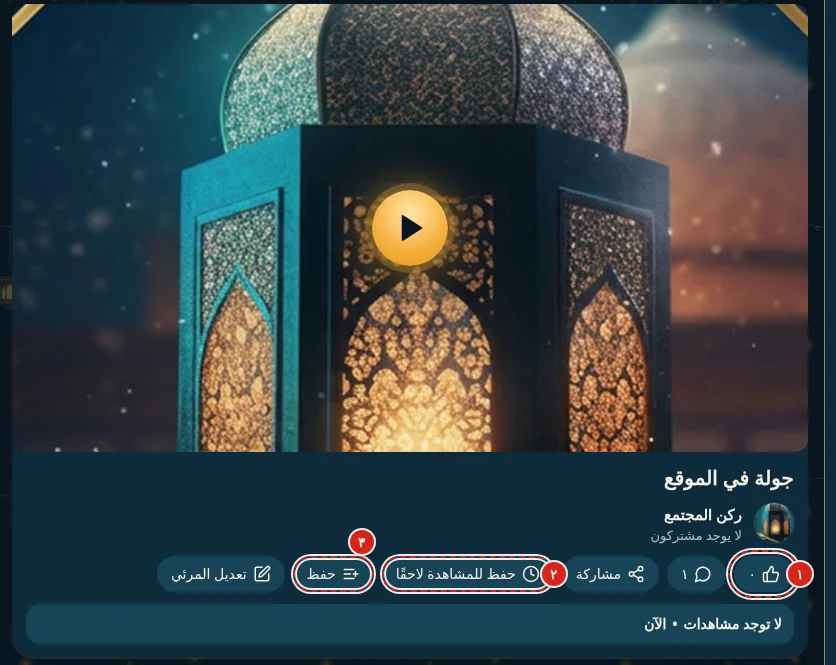 جولة في الموقع
ركن المجتمع
لا يوجد مشتركون
٠ ١
١ مشاركة ٢ حفظ للمشاهدة لاحقًا ٣ حفظ تعديل المرئي
لا توجد مشاهدات • الآن